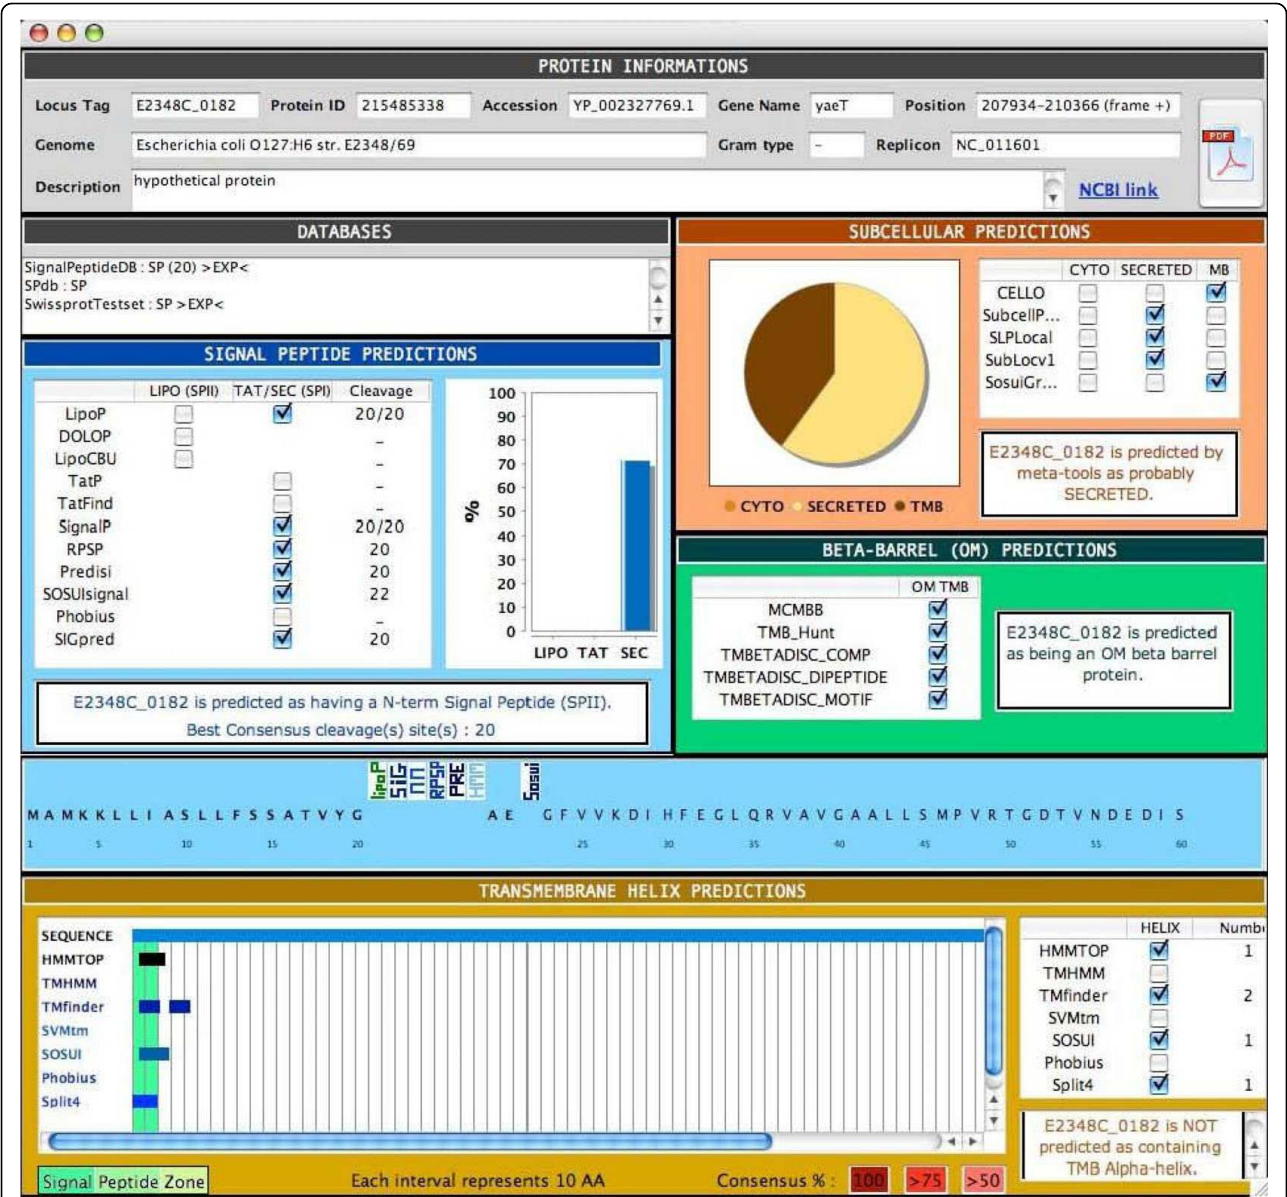 PROTEIN INFORMATIONS
Locus Tag E2348C_0182 Protein ID 215485338 Accession YP_002327769.1 Gene Name yaeT Position 207934-210366 (frame +)
Genome Escherichia coli O127:H6 str. E2348/69 Gram type - Replicon NC_011601
PDF
Description hypothetical protein NCBI link
DATABASES
SignalPeptideDB : SP (20) >EXP<
SPdb : SP
SwissprotTestset : SP >EXP<
SUBCELLULAR PREDICTIONS
CYTO SECRETED MB
CELLO
SubcellP...
SLPLocal
SubLocv1
SosuiGr...
CYTO SECRETED TMB
E2348C_0182 is predicted by
meta-tools as probably
SECRETED.
SIGNAL PEPTIDE PREDICTIONS
LIPO (SPII) TAT/SEC (SPI) Cleavage
LipoP 20/20
DOLOP -
LipoCBU -
TatP -
TatFind -
SignalP 20/20
RPSP 20
Predisi 20
SOSUIsignal 22
Phobius -
SIGpred 20
100
90
80
70
60
50
40
30
20
10
0
%
LIPO TAT SEC
E2348C_0182 is predicted as having a N-term Signal Peptide (SPII).
Best Consensus cleavage(s) site(s) : 20
BETA-BARREL (OM) PREDICTIONS
OM TMB
MCMBB
TMB_Hunt
TMBETADISC_COMP
TMBETADISC_DIPEPTIDE
TMBETADISC_MOTIF
E2348C_0182 is predicted
as being an OM beta barrel
protein.
lipoP SiG NN RPSP PRE HMM Sosui
M A M K K L L I A S L L F S S A T V Y G A E G F V V K D I H F E G L Q R V A V G A A L L S M P V R T G D T V N D E D I S
1 5 10 15 20 25 30 35 40 45 50 55 60
TRANSMEMBRANE HELIX PREDICTIONS
SEQUENCE
HMMTOP
TMHMM
TMfinder
SVMtm
SOSUI
Phobius
Split4
HELIX Numb
HMMTOP 1
TMHMM
TMfinder 2
SVMtm
SOSUI 1
Phobius
Split4 1
E2348C_0182 is NOT
predicted as containing
TMB Alpha-helix.
Signal Peptide Zone Each interval represents 10 AA Consensus % : 100 >75 >50